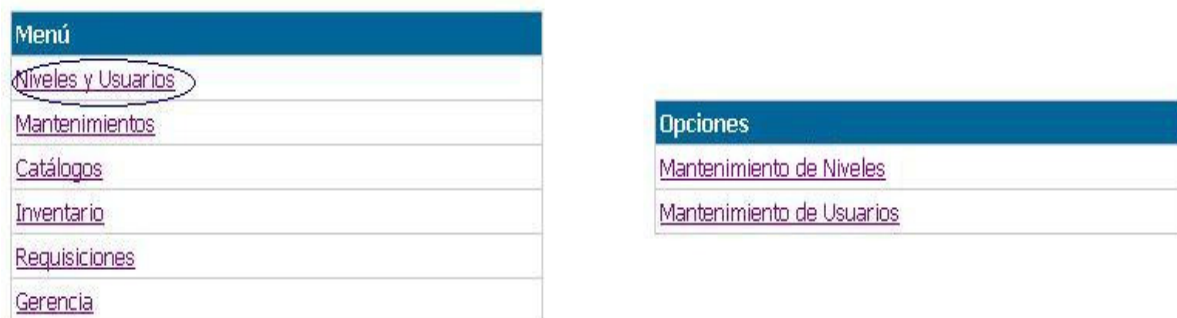 Menú
Niveles y Usuarios
Mantenimientos
Catálogos
Inventario
Requisiciones
Gerencia
Opciones
Mantenimiento de Niveles
Mantenimiento de Usuarios